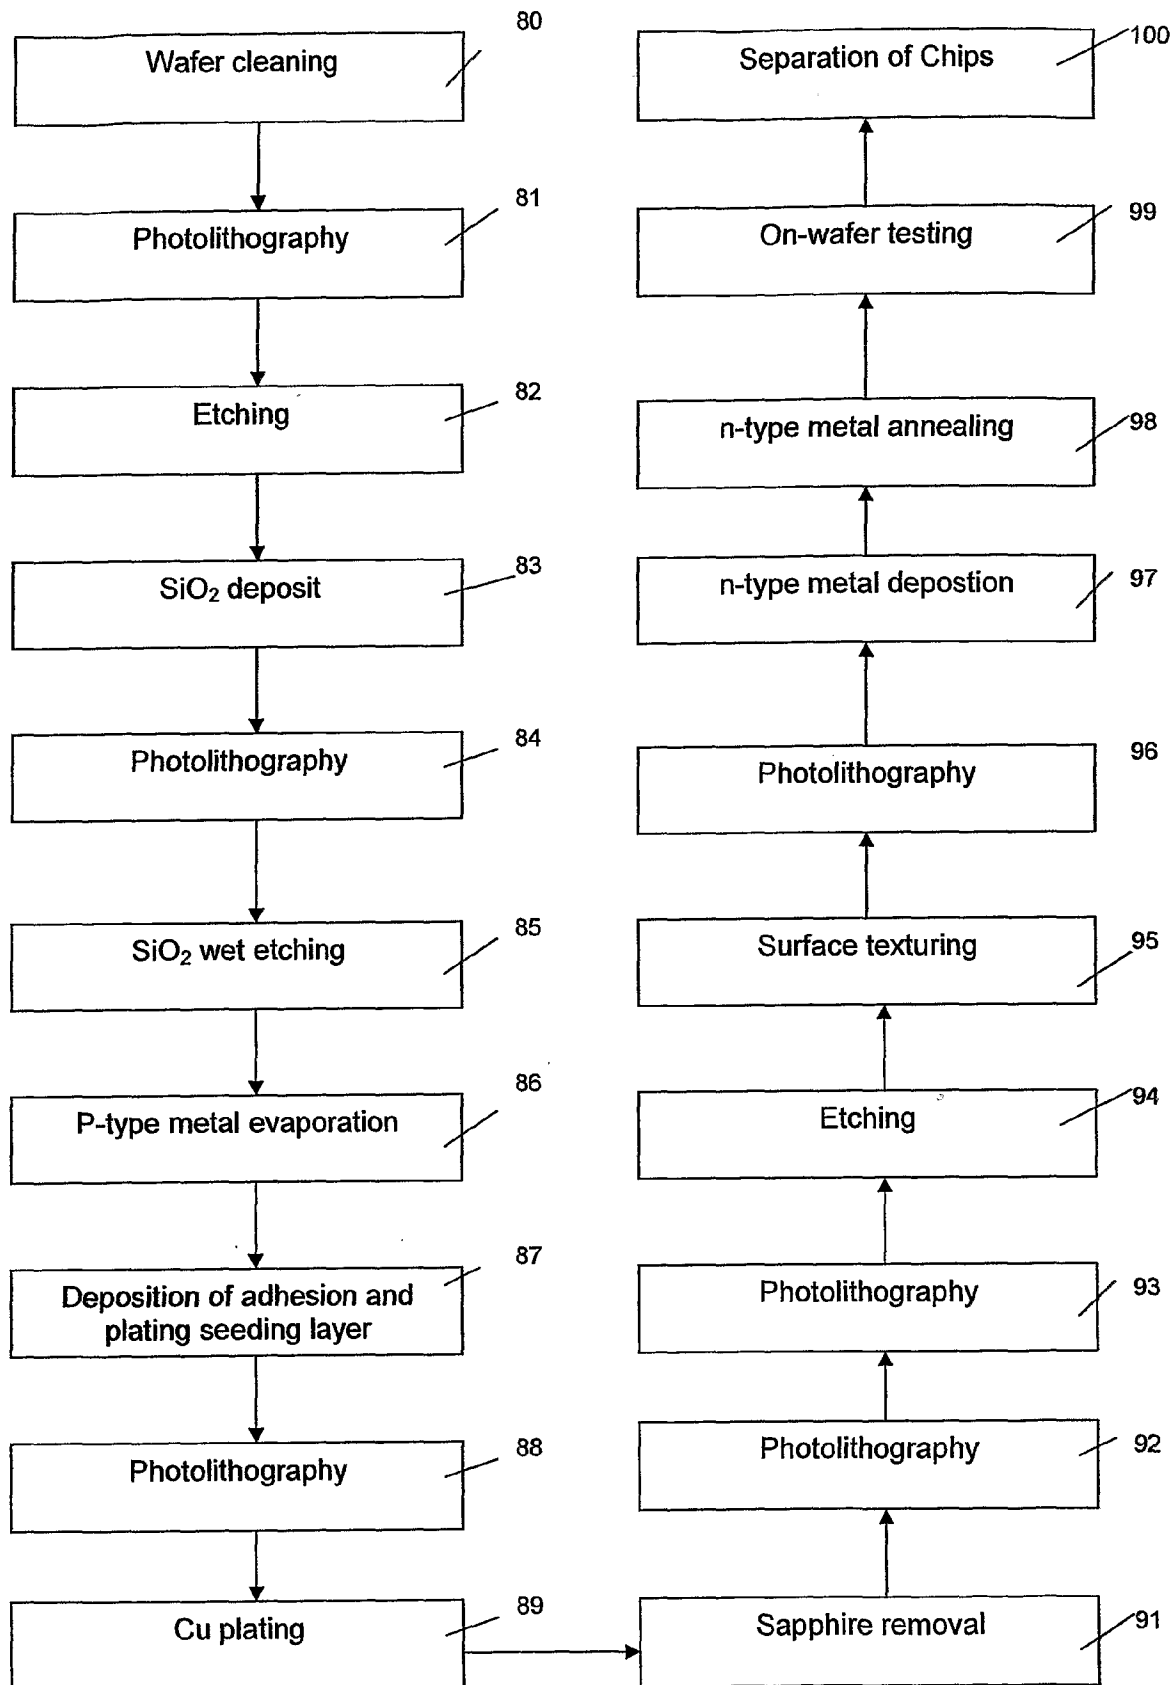 80
Wafer cleaning
81
Photolithography
82
Etching
83
SiO₂ deposit
84
Photolithography
85
SiO₂ wet etching
86
P-type metal evaporation
87
Deposition of adhesion and
plating seeding layer
88
Photolithography
89
Cu plating
91
Sapphire removal
92
Photolithography
93
Photolithography
94
Etching
95
Surface texturing
96
Photolithography
97
n-type metal depostion
98
n-type metal annealing
99
On-wafer testing
100
Separation of Chips